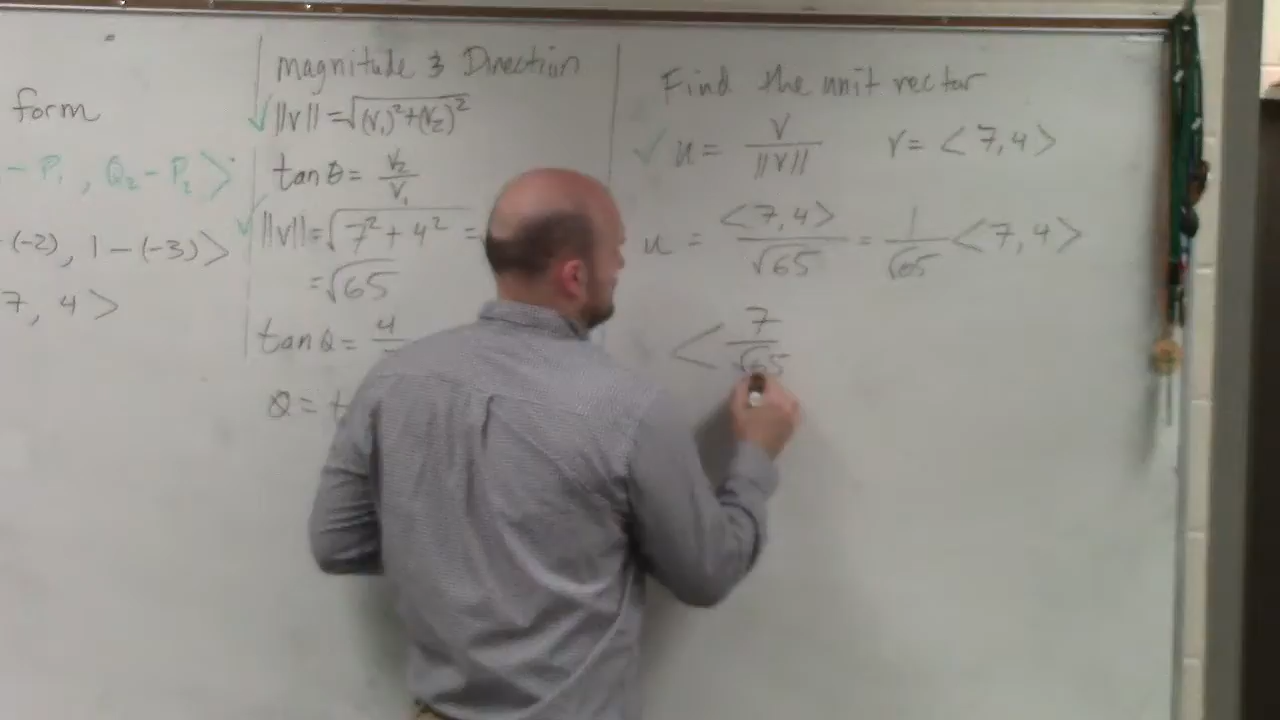 form
- P₁ , Q₂ - P₂ >
(-2), 1 - (-3) >
7, 4 >
magnitude & Direction
||v|| = √(v₁)² + (v₂)²
tan θ = v₂/v₁
||v|| = √7² + 4² =
= √65
tan θ = 4
θ = t
Find the unit vector
u = v/||v|| v = < 7, 4 >
u = < 7, 4 >/√65 = 1/√65 < 7, 4 >
< 7/√65